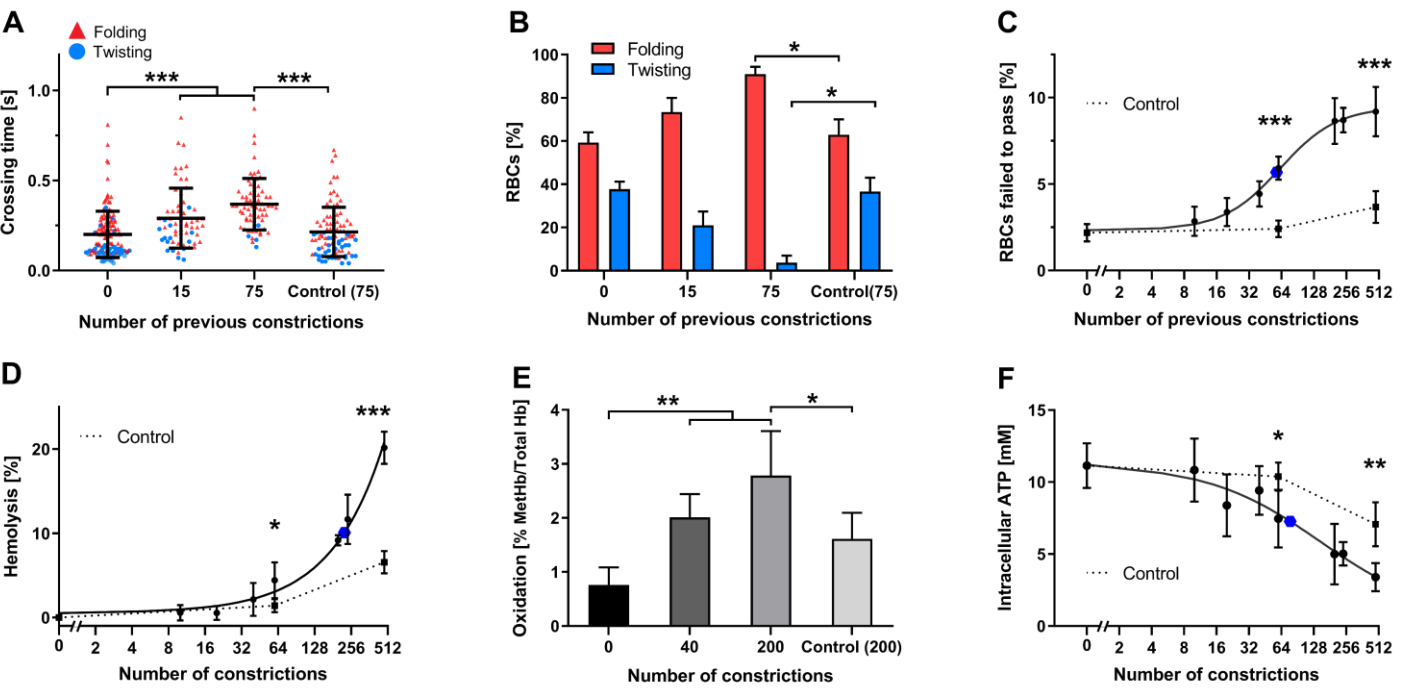 A
Folding
Twisting
Crossing time [s]
1.0
0.5
0.0
***
***
0 15 75 Control (75)
Number of previous constrictions
B
Folding
Twisting
RBCs [%]
100
80
60
40
20
0
*
*
0 15 75 Control(75)
Number of previous constrictions
C
Control
RBCs failed to pass [%]
10
5
0
***
***
0 2 4 8 16 32 64 128 256 512
Number of previous constrictions
D
Control
Hemolysis [%]
20
10
0
*
***
0 2 4 8 16 32 64 128 256 512
Number of constrictions
E
Oxidation [% MetHb/Total Hb]
4
3
2
1
0
**
*
0 40 200 Control (200)
Number of constrictions
F
Intracellular ATP [mM]
15
10
5
0
*
**
Control
0 2 4 8 16 32 64 128 256 512
Number of constrictions